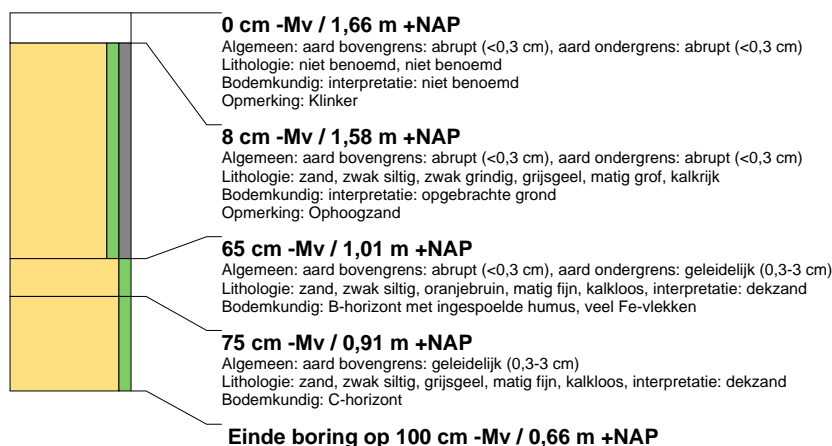 0 cm -Mv / 1,66 m +NAP
Algemeen: aard bovengrens: abrupt (<0,3 cm), aard ondergrens: abrupt (<0,3 cm)
Lithologie: niet benoemd, niet benoemd
Bodemkundig: interpretatie: niet benoemd
Opmerking: Klinker
8 cm -Mv / 1,58 m +NAP
Algemeen: aard bovengrens: abrupt (<0,3 cm), aard ondergrens: abrupt (<0,3 cm)
Lithologie: zand, zwak siltig, zwak grindig, grijsgeel, matig grof, kalkrijk
Bodemkundig: interpretatie: opgebrachte grond
Opmerking: Ophoogzand
65 cm -Mv / 1,01 m +NAP
Algemeen: aard bovengrens: abrupt (<0,3 cm), aard ondergrens: geleidelijk (0,3-3 cm)
Lithologie: zand, zwak siltig, oranjebruin, matig fijn, kalkloos, interpretatie: dekzand
Bodemkundig: B-horizont met ingespoelde humus, veel Fe-vlekken
75 cm -Mv / 0,91 m +NAP
Algemeen: aard bovengrens: geleidelijk (0,3-3 cm)
Lithologie: zand, zwak siltig, grijsgeel, matig fijn, kalkloos, interpretatie: dekzand
Bodemkundig: C-horizont
Einde boring op 100 cm -Mv / 0,66 m +NAP